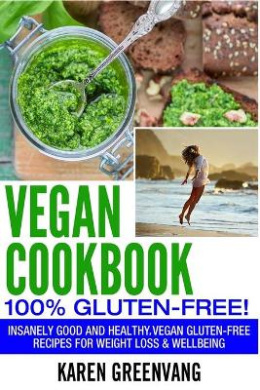 VEGAN
COOKBOOK
100% GLUTEN-FREE!
INSANELY GOOD AND HEALTHY,VEGAN GLUTEN-FREE
RECIPES FOR WEIGHT LOSS & WELLBEING
KAREN GREENVANG